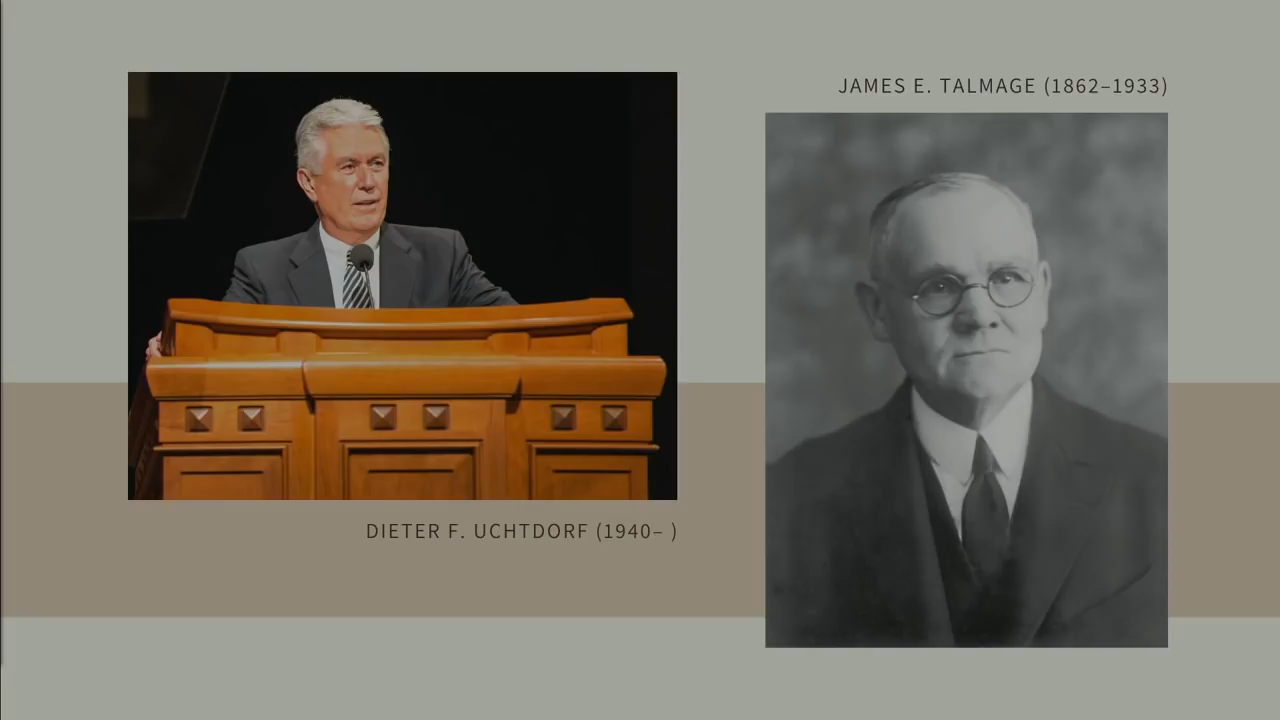 JAMES E. TALMAGE (1862–1933)
DIETER F. UCHTDORF (1940– )